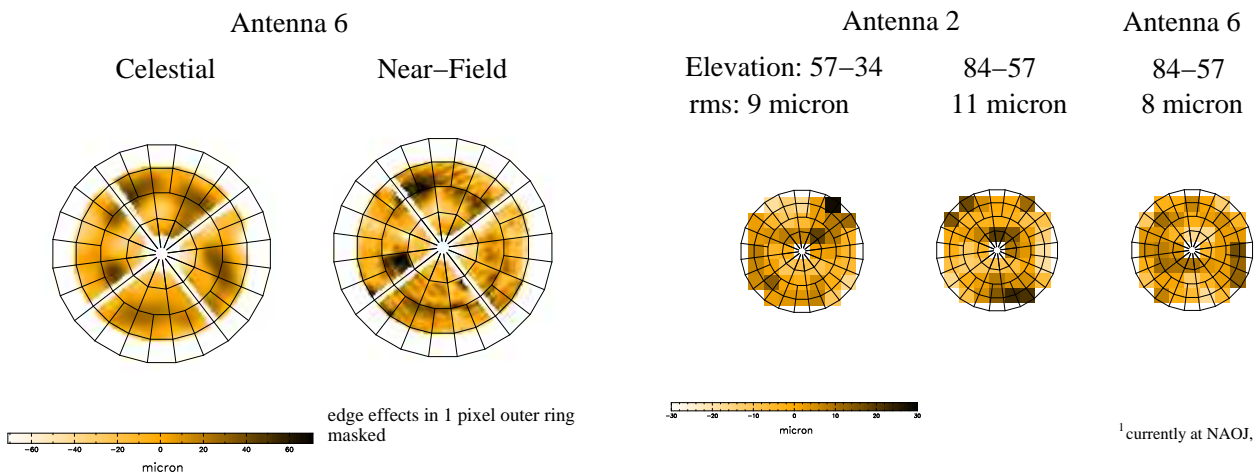 Antenna 6
Celestial
Near–Field
edge effects in 1 pixel outer ring
masked
−60 −40 −20 0 20 40 60
micron
Antenna 2
Antenna 6
Elevation: 57–34
84–57
84–57
rms: 9 micron
11 micron
8 micron
−30 −20 −10 0 10 20 30
micron
1 currently at NAOJ,